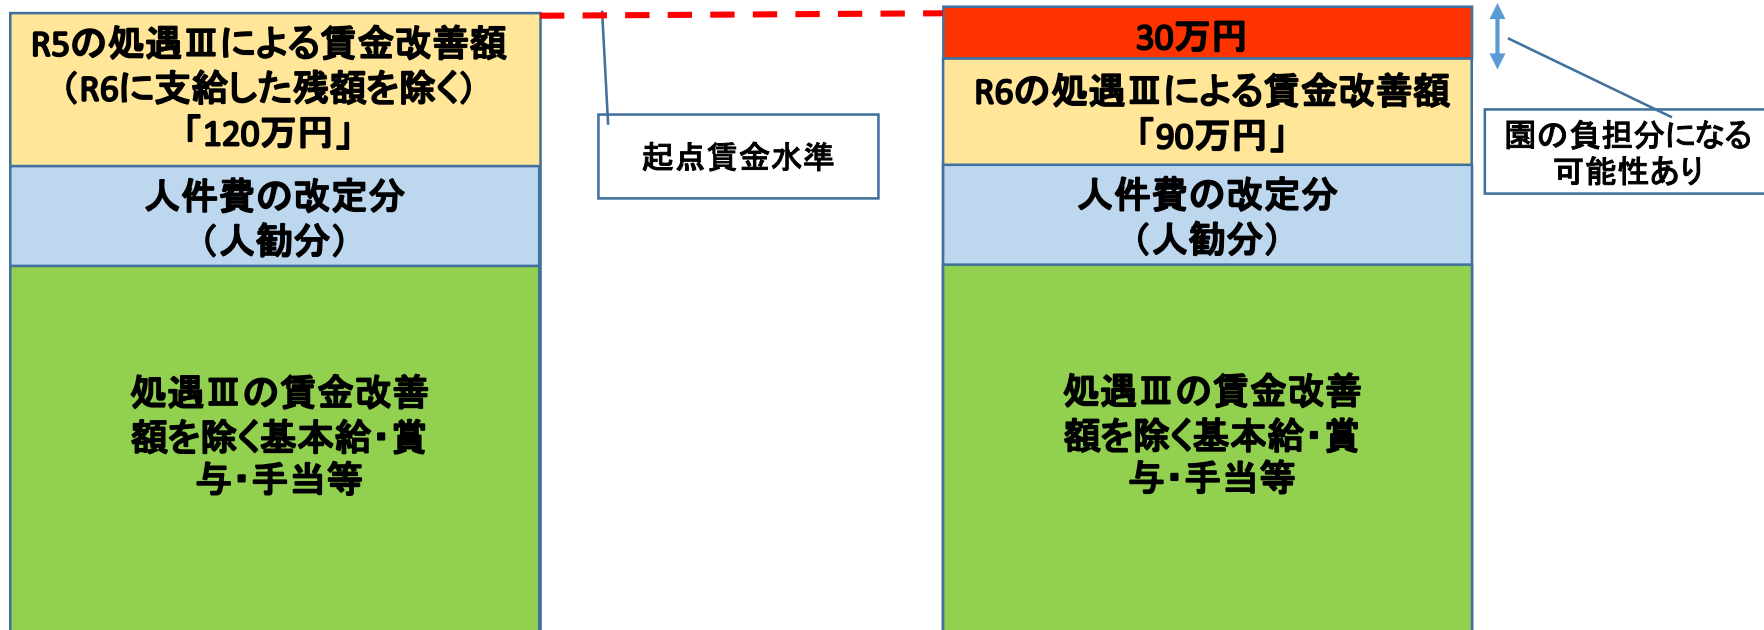 R5の処遇Ⅲによる賃金改善額
（R6に支給した残額を除く）
「120万円」
人件費の改定分
（人勧分）
処遇Ⅲの賃金改善
額を除く基本給・賞
与・手当等
起点賃金水準
30万円
R6の処遇Ⅲによる賃金改善額
「90万円」
人件費の改定分
（人勧分）
処遇Ⅲの賃金改善
額を除く基本給・賞
与・手当等
園の負担分になる
可能性あり